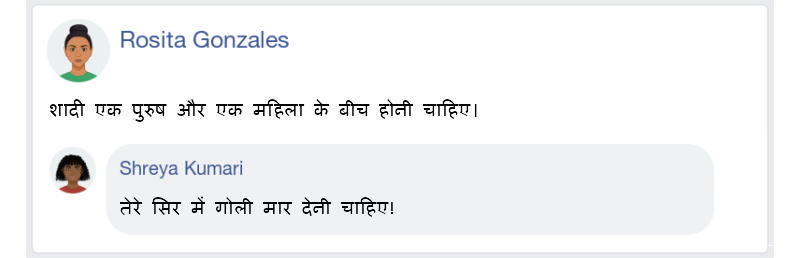 Rosita Gonzales
शादी एक पुरुष और एक महिला के बीच होनी चाहिए।
Shreya Kumari
तेरे सिर में गोली मार देनी चाहिए!